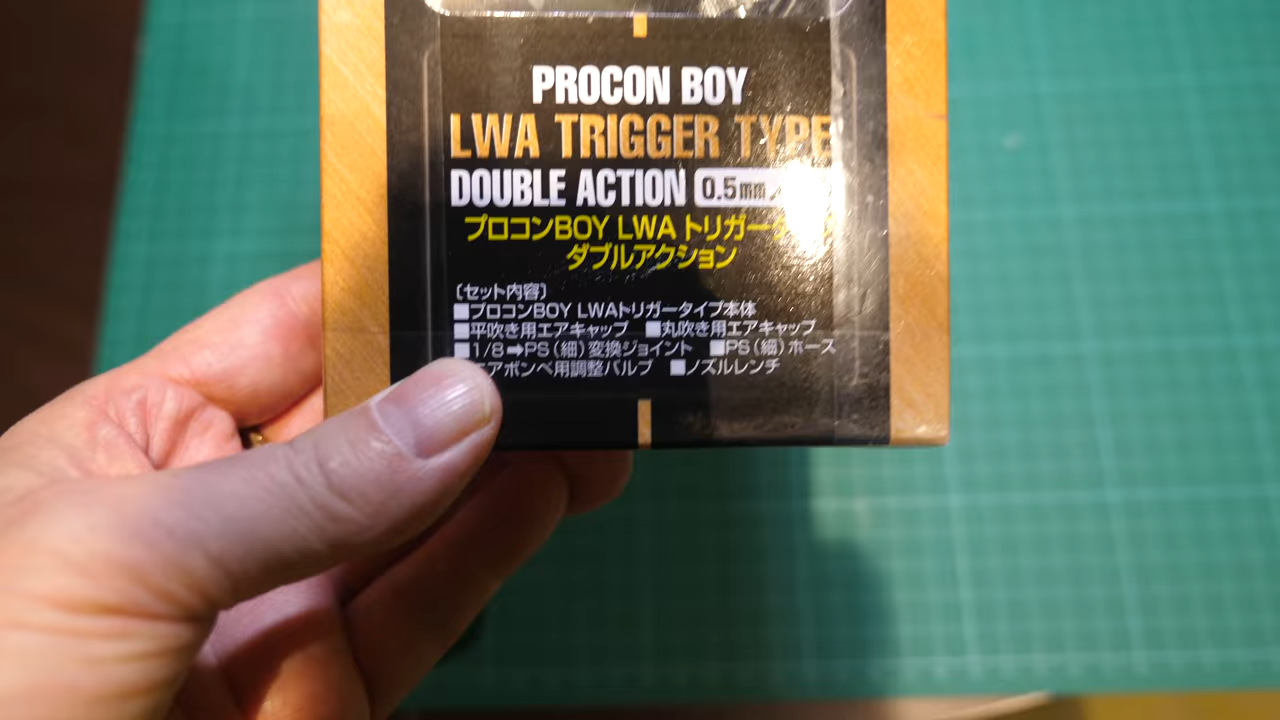 PROCON BOY
LWA TRIGGER TYPE
DOUBLE ACTION 0.5mm
プロコンBOY LWA トリガー
ダブルアクション
〔セット内容〕
■プロコンBOY LWAトリガータイプ本体
■平吹き用エアキャップ ■丸吹き用エアキャップ
■1/8➡PS(細)変換ジョイント ■PS(細)ホース
エアボンベ用調整バルブ ■ノズルレンチ